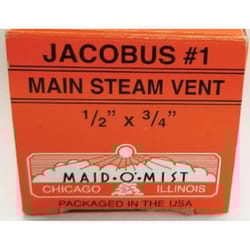 JACOBUS #1
MAIN STEAM VENT
1/2" x 3/4"
MAID-O'-MIST
CHICAGO ILLINOIS
PACKAGED IN THE USA